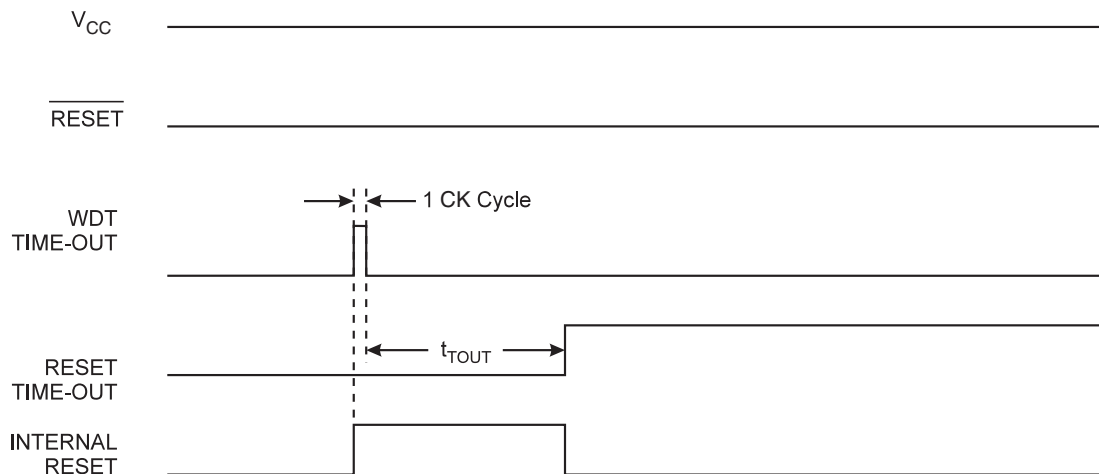 VCC
RESET
1 CK Cycle
WDT
TIME-OUT
tTOUT
RESET
TIME-OUT
INTERNAL
RESET